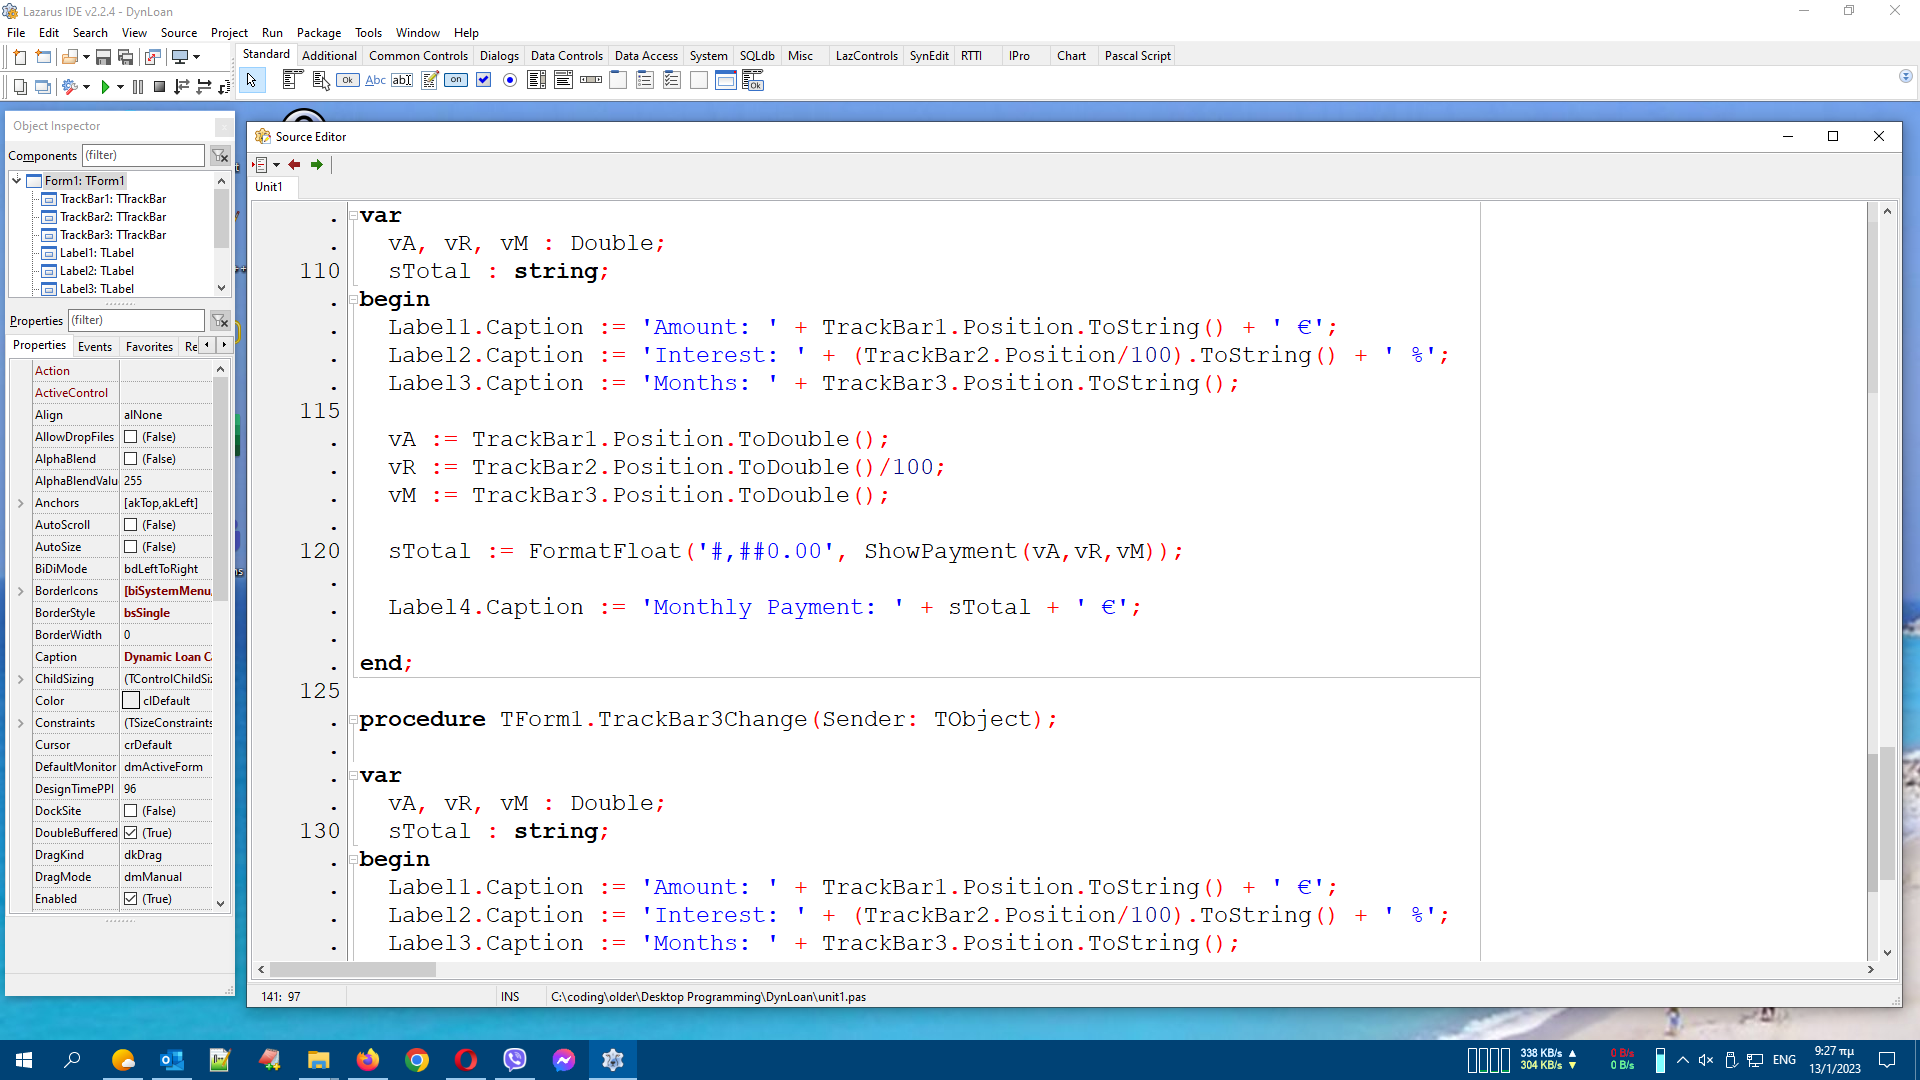 Lazarus IDE v2.2.4 - DynLoan
File Edit Search View Source Project Run Package Tools Window Help
Standard Additional Common Controls Dialogs Data Controls Data Access System SQLdb Misc LazControls SynEdit RTTI IPro Chart Pascal Script
Ok Abc abI on Ok
Object Inspector
Components (filter)
Form1: TForm1
TrackBar1: TTrackBar
TrackBar2: TTrackBar
TrackBar3: TTrackBar
Label1: TLabel
Label2: TLabel
Label3: TLabel
Properties (filter)
Properties Events Favorites Re
Action
ActiveControl
Align alNone
AllowDropFiles (False)
AlphaBlend (False)
AlphaBlendValu 255
Anchors [akTop,akLeft]
AutoScroll (False)
AutoSize (False)
BiDiMode bdLeftToRight
BorderIcons [biSystemMenu,
BorderStyle bsSingle
BorderWidth 0
Caption Dynamic Loan C
ChildSizing (TControlChildSiz
Color clDefault
Constraints (TSizeConstraints
Cursor crDefault
DefaultMonitor dmActiveForm
DesignTimePPI 96
DockSite (False)
DoubleBuffered (True)
DragKind dkDrag
DragMode dmManual
Enabled (True)
Source Editor
Unit1
. var
. vA, vR, vM : Double;
110 sTotal : string;
. begin
. Label1.Caption := 'Amount: ' + TrackBar1.Position.ToString() + ' €';
. Label2.Caption := 'Interest: ' + (TrackBar2.Position/100).ToString() + ' %';
. Label3.Caption := 'Months: ' + TrackBar3.Position.ToString();
115
. vA := TrackBar1.Position.ToDouble();
. vR := TrackBar2.Position.ToDouble()/100;
. vM := TrackBar3.Position.ToDouble();
.
120 sTotal := FormatFloat('#,##0.00', ShowPayment(vA,vR,vM));
.
. Label4.Caption := 'Monthly Payment: ' + sTotal + ' €';
.
. end;
125
. procedure TForm1.TrackBar3Change(Sender: TObject);
.
. var
. vA, vR, vM : Double;
130 sTotal : string;
. begin
. Label1.Caption := 'Amount: ' + TrackBar1.Position.ToString() + ' €';
. Label2.Caption := 'Interest: ' + (TrackBar2.Position/100).ToString() + ' %';
. Label3.Caption := 'Months: ' + TrackBar3.Position.ToString();
141: 97 INS C:\coding\older\Desktop Programming\DynLoan\unit1.pas
338 KB/s 0 B/s
304 KB/s 0 B/s
ENG
9:27 πμ
13/1/2023